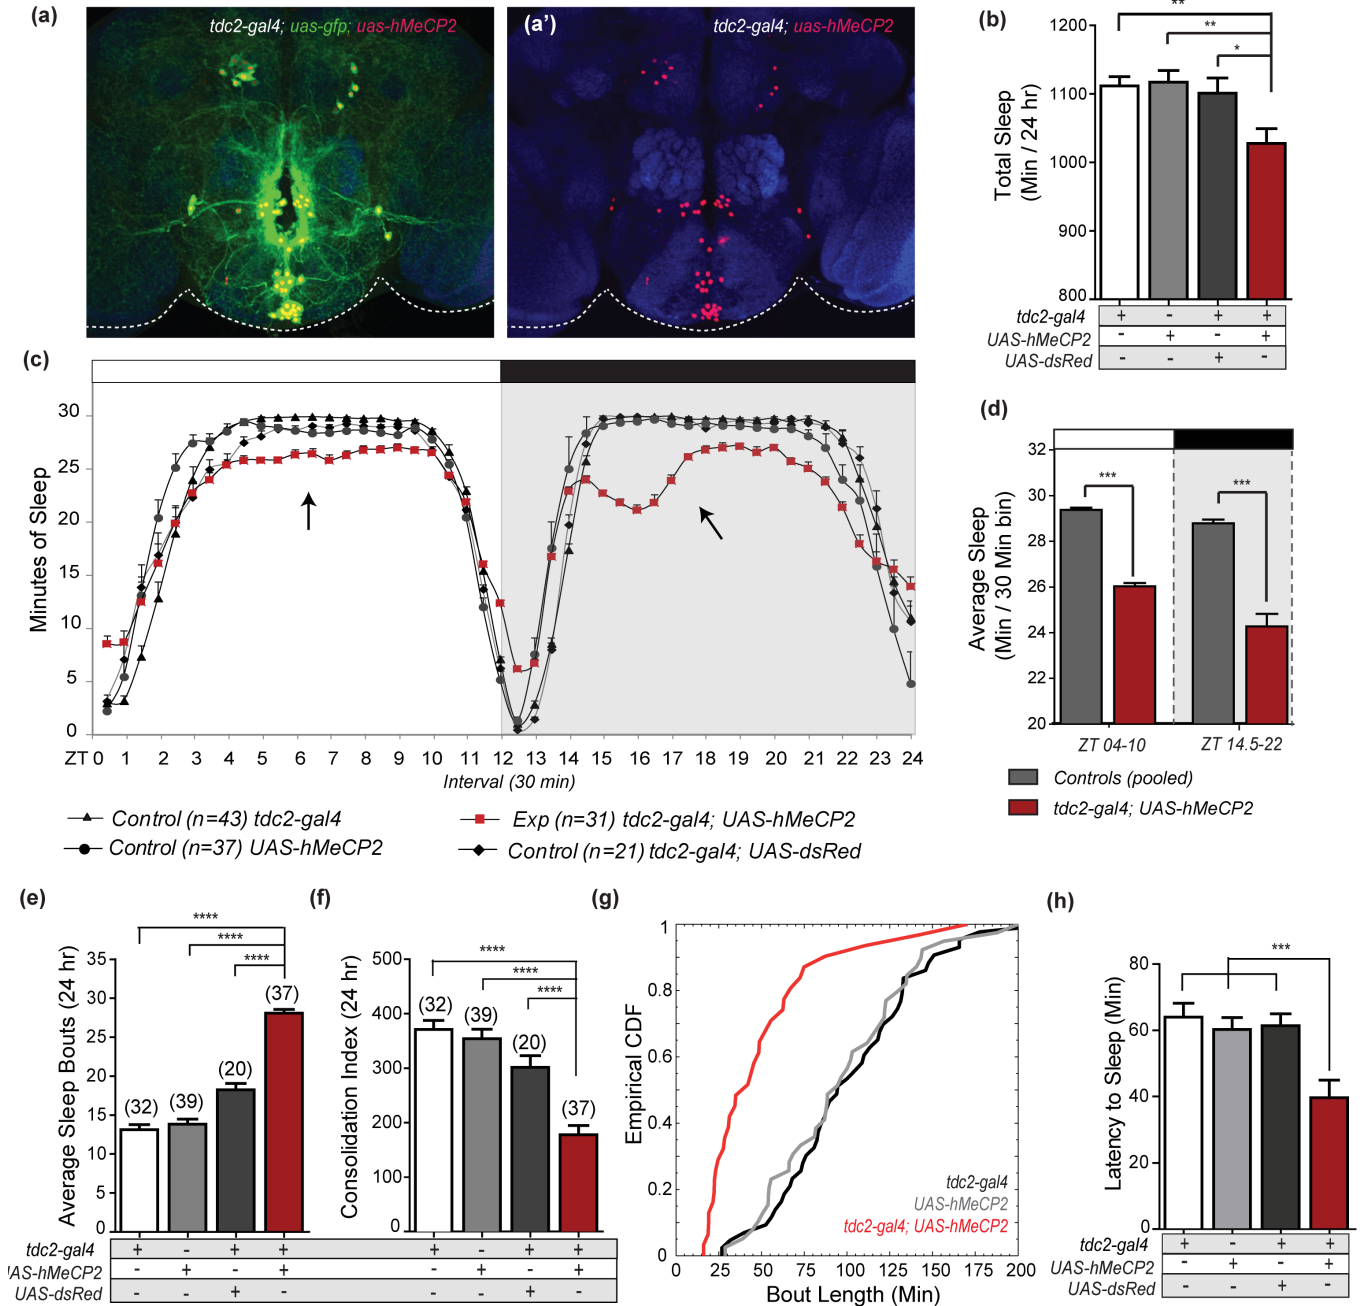 (a)
tdc2-gal4; uas-gfp; uas-hMeCP2
(a')
tdc2-gal4; uas-hMeCP2
(b)
**
**
*
1200
1100
1000
900
800
Total Sleep
(Min / 24 hr)
tdc2-gal4 + - + +
UAS-hMeCP2 - + - +
UAS-dsRed - - + -
(c)
30
25
20
15
10
5
0
Minutes of Sleep
ZT 0 1 2 3 4 5 6 7 8 9 10 11 12 13 14 15 16 17 18 19 20 21 22 23 24
Interval (30 min)
Control (n=43) tdc2-gal4
Exp (n=31) tdc2-gal4; UAS-hMeCP2
Control (n=37) UAS-hMeCP2
Control (n=21) tdc2-gal4; UAS-dsRed
(d)
32
30
28
26
24
22
20
Average Sleep
(Min / 30 Min bin)
***
***
ZT 04-10
ZT 14.5-22
Controls (pooled)
tdc2-gal4; UAS-hMeCP2
(e)
****
****
****
35
30
25
20
15
10
5
0
Average Sleep Bouts (24 hr)
(32)
(39)
(20)
(37)
(f)
****
****
****
500
400
300
200
100
0
Consolidation Index (24 hr)
(32)
(39)
(20)
(37)
tdc2-gal4 + - + + + - + +
UAS-hMeCP2 - + - + - + - +
UAS-dsRed - - + - - - + -
(g)
1
0.8
0.6
0.4
0.2
0
Empirical CDF
tdc2-gal4
UAS-hMeCP2
tdc2-gal4; UAS-hMeCP2
0 25 50 75 100 125 150 175 200
Bout Length (Min)
(h)
***
80
60
40
20
0
Latency to Sleep (Min)
tdc2-gal4 + - + +
UAS-hMeCP2 - + - +
UAS-dsRed - - + -